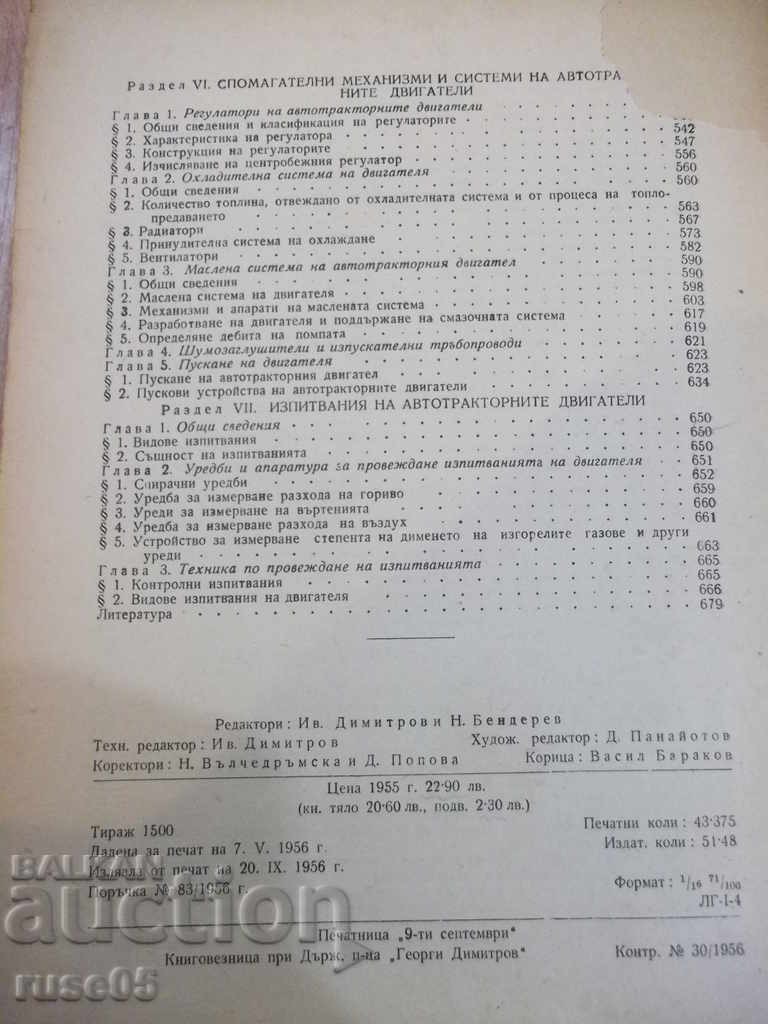 Раздел VI. СПОМАГАТЕЛНИ МЕХАНИЗМИ И СИСТЕМИ НА АВТОТРА
НИТЕ ДВИГАТЕЛИ
Глава 1. Регулатори на автотракторните двигатели
§ 1. Общи сведения и класификация на регулаторите 542
§ 2. Характеристика на регулатора 547
§ 3. Конструкция на регулаторите 556
§ 4. Изчисляване на центробежния регулатор 560
Глава 2. Охладителна система на двигателя 560
§ 1. Общи сведения
§ 2. Количество топлина, отвеждано от охладителната система и от процеса на топло- 563
предаването 567
§ 3. Радиатори 573
§ 4. Принудителна система на охлаждане 582
§ 5. Вентилатори 590
Глава 3. Маслена система на автотракторния двигател 590
§ 1. Общи сведения 598
§ 2. Маслена система на двигателя 603
§ 3. Механизми и апарати на маслената система 617
§ 4. Разработване на двигателя и поддържане на смазочната система 619
§ 5. Определяне дебита на помпата 621
Глава 4. Шумозаглушители и изпускателни тръбопроводи 623
Глава 5. Пускане на двигателя 623
§ 1. Пускане на автотракторния двигател 634
§ 2. Пускови устройства на автотракторните двигатели
Раздел VII. ИЗПИТВАНИЯ НА АВТОТРАКТОРНИТЕ ДВИГАТЕЛИ
Глава 1. Общи сведения 650
§ 1. Видове изпитвания 650
§ 2. Същност на изпитванията 650
Глава 2. Уредби и апаратура за провеждане изпитванията на двигателя 651
§ 1. Спирачни уредби 652
§ 2. Уредба за измерване разхода на гориво 659
§ 3. Уреди за измерване на въртенията 660
§ 4. Уредба за измерване разхода на въздух 661
§ 5. Устройство за измерване степента на дименето на изгорелите газове и други
уреди 663
Глава 3. Техника по провеждане на изпитванията 665
§ 1. Контролни изпитвания 665
§ 2. Видове изпитвания на двигателя 666
Литература 679
Редактори: Ив. Димитров и Н. Бендерев
Техн. редактор: Ив. Димитров Худож. редактор: Д. Панайотов
Коректори: Н. Вълчедръмска и Д. Попова Корица: Васил Бараков
Цена 1955 г. 22·90 лв.
(кн. тяло 20·60 лв., подв. 2·30 лв.)
Тираж 1500 Печатни коли: 43·375
Дадена за печат на 7. V. 1956 г. Издат. коли: 51·48
Излязла от печат на 20. IX. 1956 г.
Поръчка № 83/1956 г. Формат: 1/16 71/100
ЛГ-I-4
Печатница „9-ти септември“
Книговезница при Държ. п-ца „Георги Димитров“ Контр. № 30/1956
BALKAN
auction
ruse05